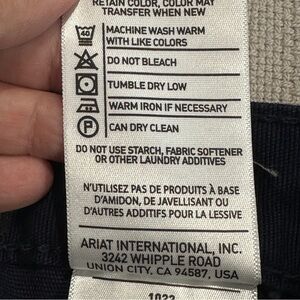 RETAIN COLOR, COLOR MAY
TRANSFER WHEN NEW
MACHINE WASH WARM
WITH LIKE COLORS
DO NOT BLEACH
TUMBLE DRY LOW
WARM IRON IF NECESSARY
P CAN DRY CLEAN
DO NOT USE STARCH, FABRIC SOFTENER
OR OTHER LAUNDRY ADDITIVES
N'UTILISEZ PAS DE PRODUITS À BASE
D'AMIDON, DE JAVELLISANT OU
D'AUTRES ADDITIFS POUR LA LESSIVE
ARIAT INTERNATIONAL, INC.
3242 WHIPPLE ROAD
UNION CITY, CA 94587, USA